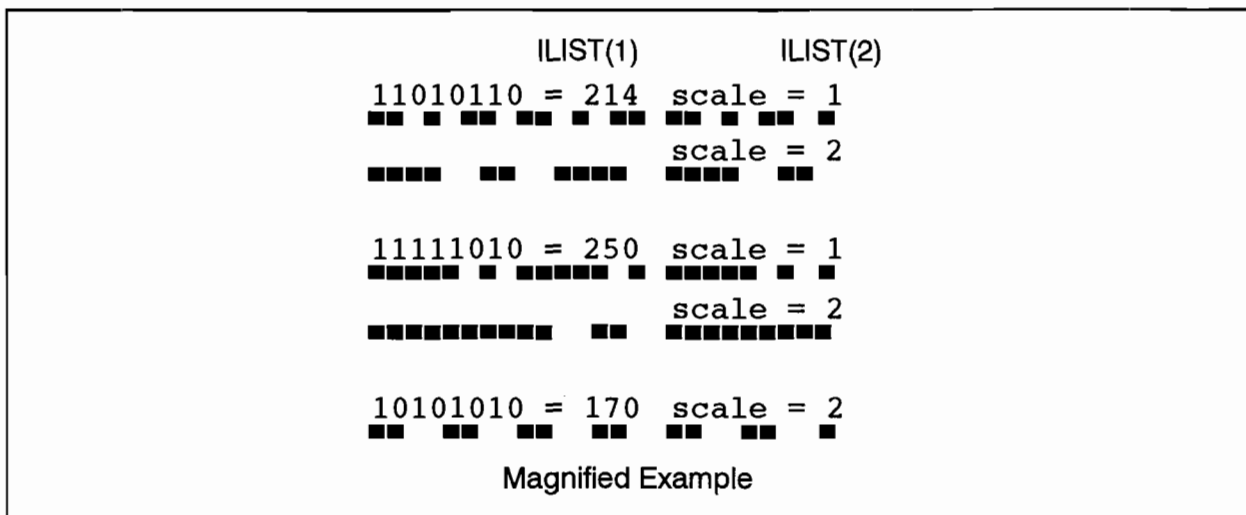 ILIST(1) ILIST(2)
11010110 = 214 scale = 1
scale = 2
11111010 = 250 scale = 1
scale = 2
10101010 = 170 scale = 2
Magnified Example